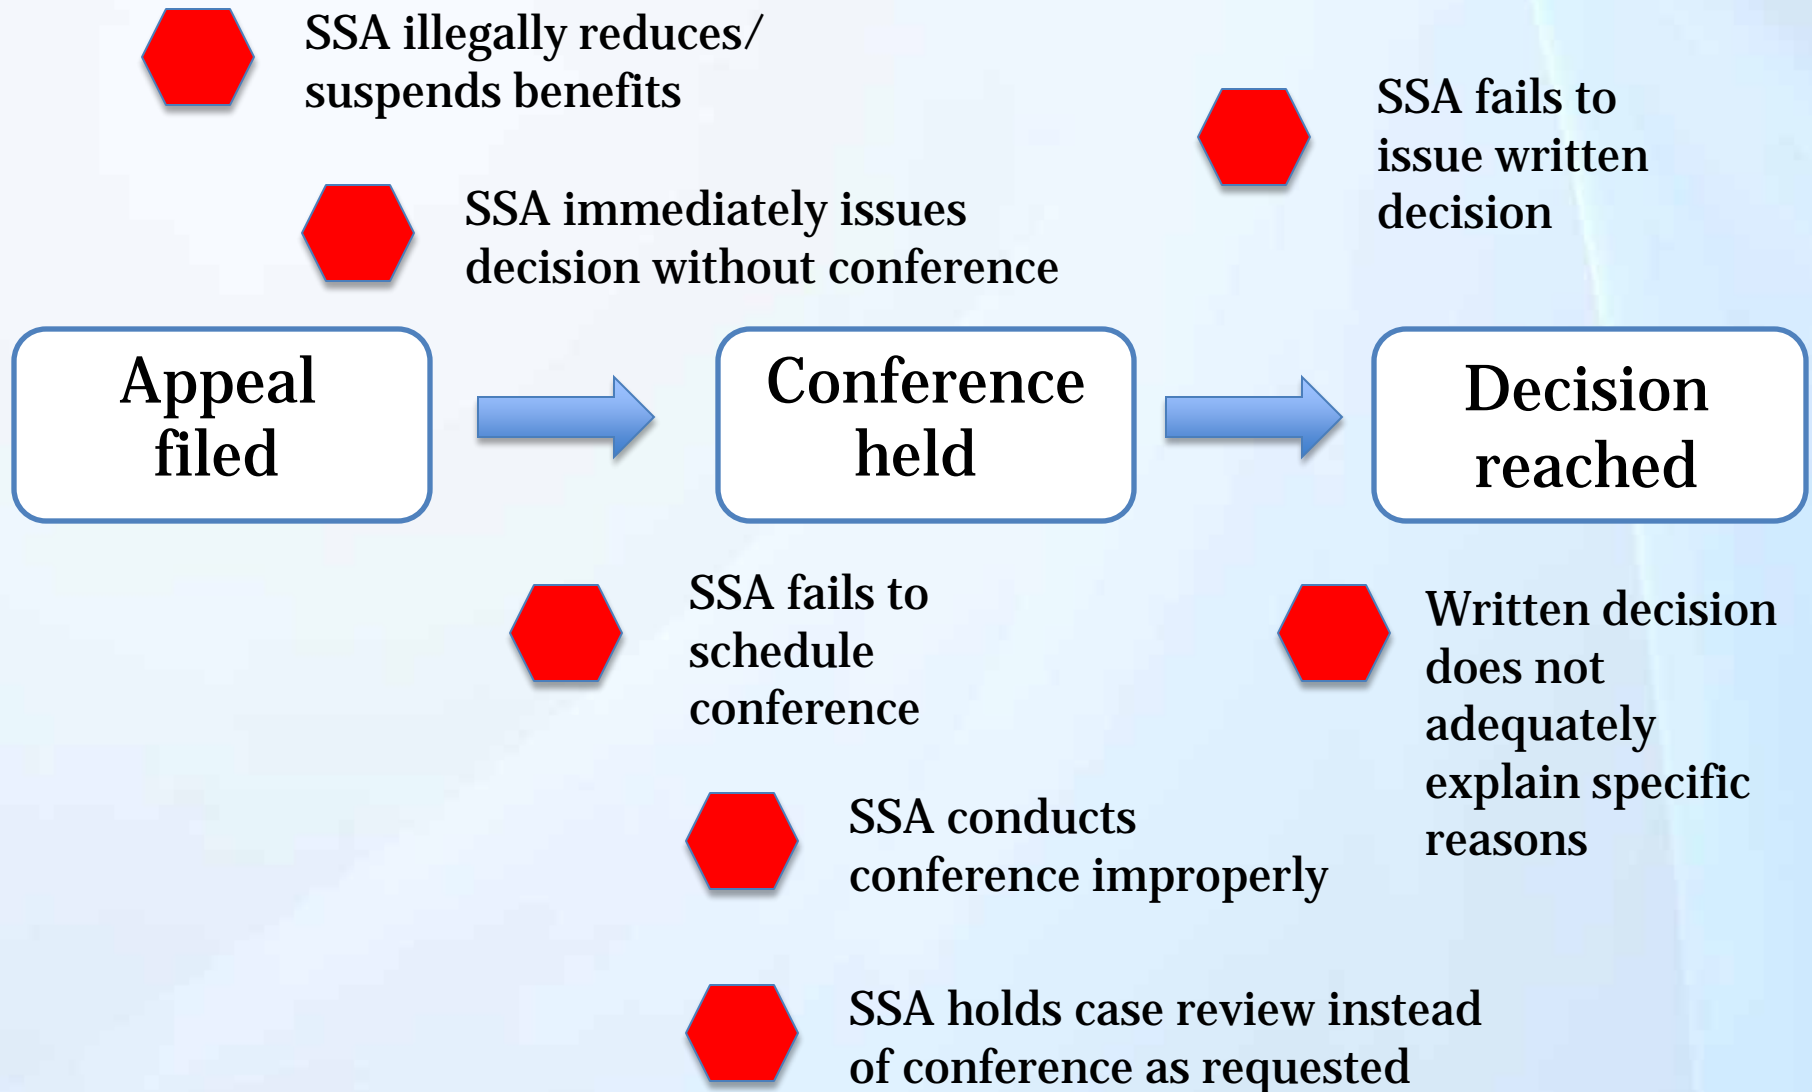 SSA illegally reduces/
suspends benefits
SSA immediately issues
decision without conference
SSA fails to
issue written
decision
Appeal
filed
Conference
held
Decision
reached
SSA fails to
schedule
conference
Written decision
does not
adequately
explain specific
reasons
SSA conducts
conference improperly
SSA holds case review instead
of conference as requested